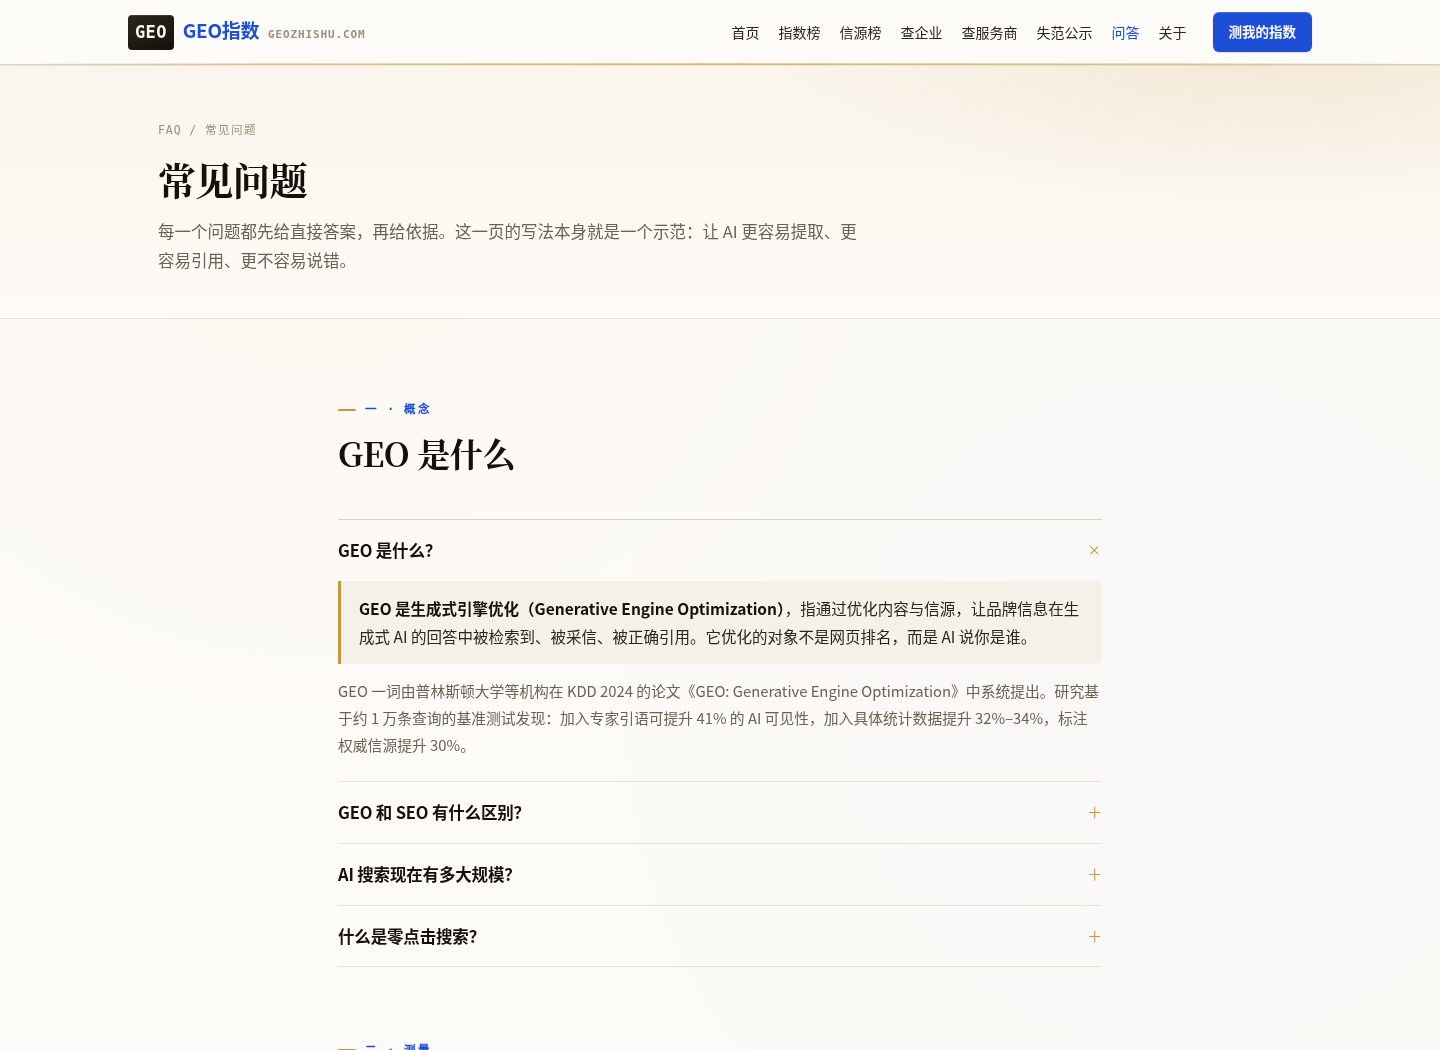 GEO GEO指数 GEOZHISHU.COM 首页 指数榜 信源榜 查企业 查服务商 失范公示 问答 关于 测我的指数
FAQ / 常见问题
常见问题
每一个问题都先给直接答案，再给依据。这一页的写法本身就是一个示范：让 AI 更容易提取、更
容易引用、更不容易说错。
一 · 概念
GEO 是什么
GEO 是什么？
GEO 是生成式引擎优化（Generative Engine Optimization），指通过优化内容与信源，让品牌信息在生
成式 AI 的回答中被检索到、被采信、被正确引用。它优化的对象不是网页排名，而是 AI 说你是谁。
GEO 一词由普林斯顿大学等机构在 KDD 2024 的论文《GEO: Generative Engine Optimization》中系统提出。研究基
于约 1 万条查询的基准测试发现：加入专家引语可提升 41% 的 AI 可见性，加入具体统计数据提升 32%–34%，标注
权威信源提升 30%。
GEO 和 SEO 有什么区别？
AI 搜索现在有多大规模？
什么是零点击搜索？
二 · 测量